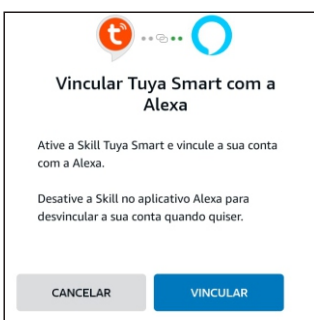 Vincular Tuya Smart com a
Alexa
Ative a Skill Tuya Smart e vincule a sua conta
com a Alexa.
Desative a Skill no aplicativo Alexa para
desvincular a sua conta quando quiser.
CANCELAR VINCULAR